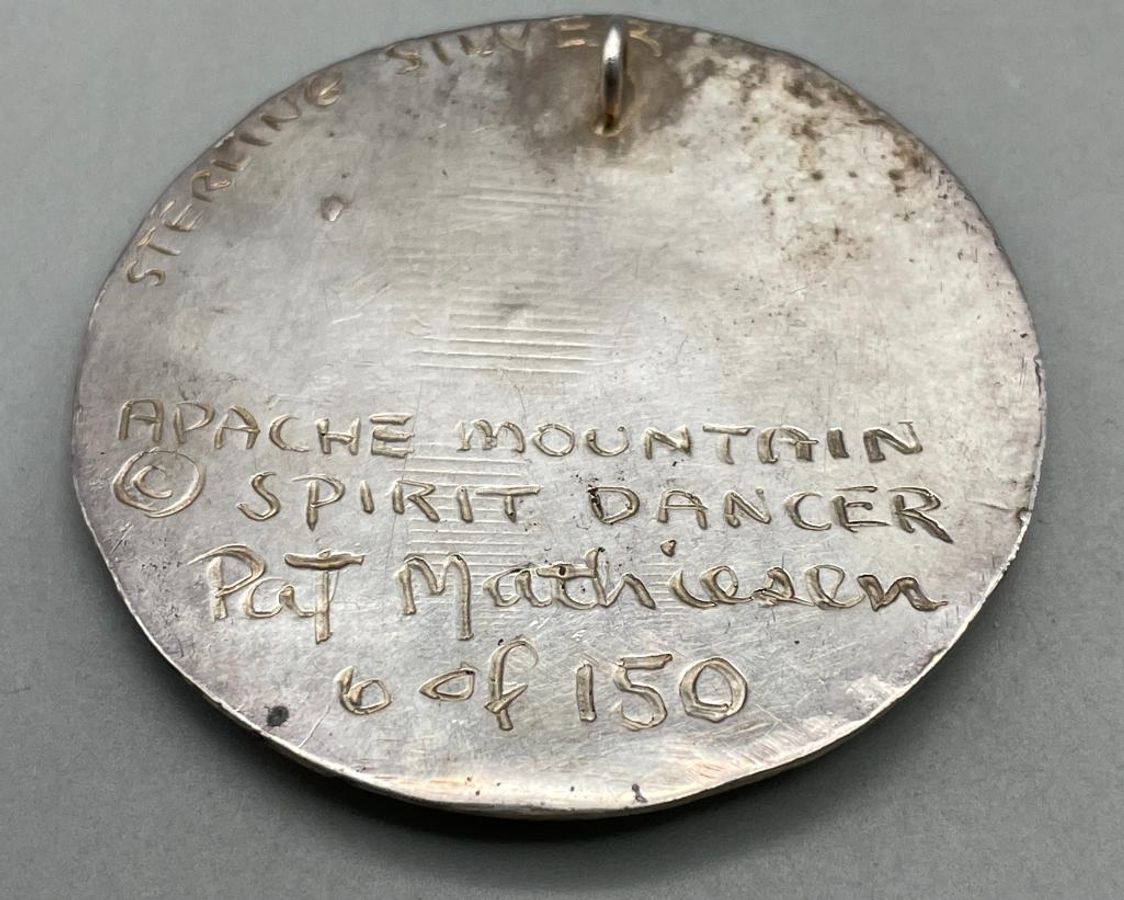 STERLING SILVER
APACHE MOUNTAIN
© SPIRIT DANCER
Pat Mathiesen
6 of 150